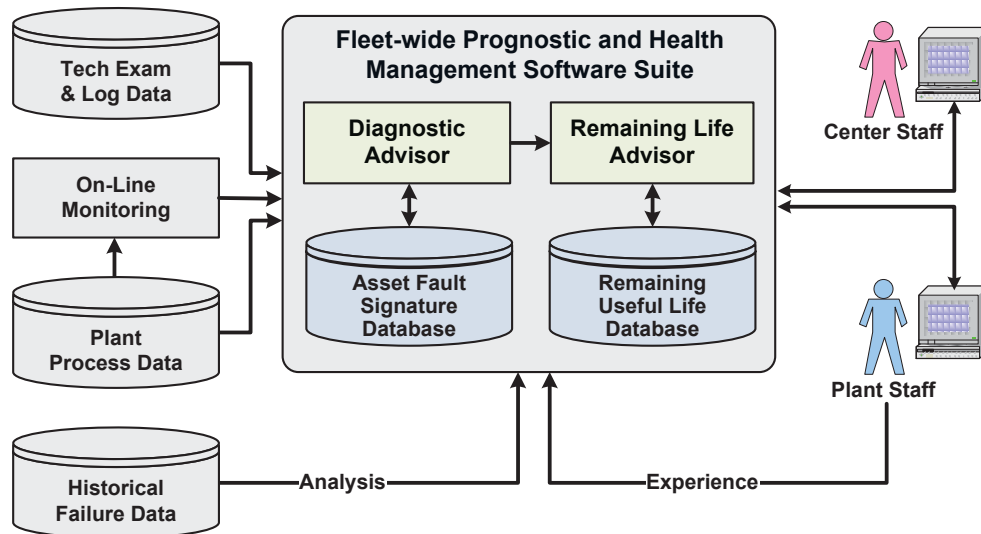 Tech Exam
& Log Data
On-Line
Monitoring
Plant
Process Data
Historical
Failure Data
Fleet-wide Prognostic and Health
Management Software Suite
Diagnostic
Advisor
Remaining Life
Advisor
Asset Fault
Signature
Database
Remaining
Useful Life
Database
Center Staff
Plant Staff
Analysis
Experience